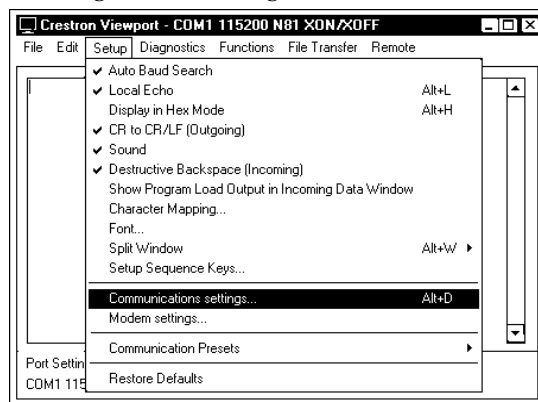 Crestron Viewport - COM1 115200 N81 XON/XOFF
File Edit Setup Diagnostics Functions File Transfer Remote
Auto Baud Search
Local Echo Alt+L
Display in Hex Mode Alt+H
CR to CR/LF (Outgoing)
Sound
Destructive Backspace (Incoming)
Show Program Load Output in Incoming Data Window
Character Mapping...
Font...
Split Window Alt+W
Setup Sequence Keys...
Communications settings... Alt+D
Modem settings...
Communication Presets
Port Settin
Restore Defaults
COM1 115